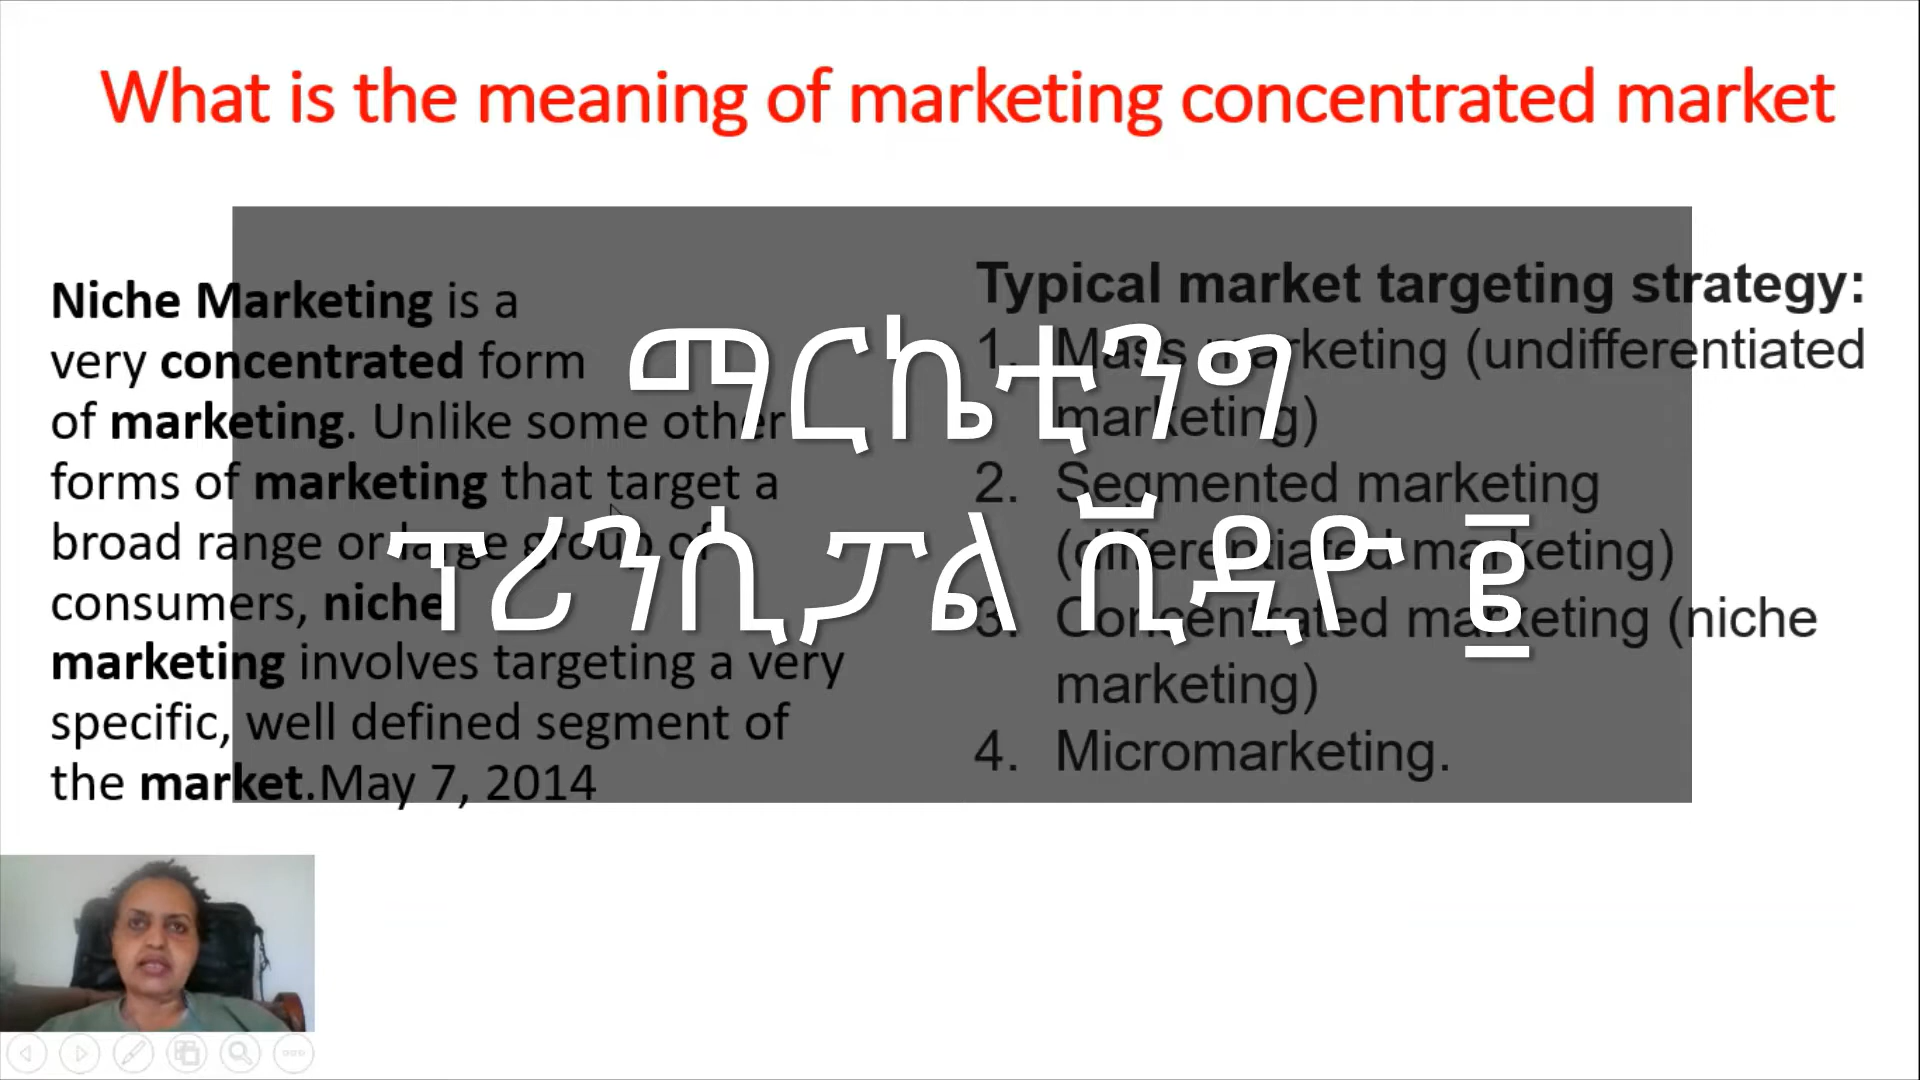 What is the meaning of marketing concentrated market
Niche Marketing is a
very concentrated form
of marketing. Unlike some other
forms of marketing that target a
broad range or large group of
consumers, niche
marketing involves targeting a very
specific, well defined segment of
the market.May 7, 2014
Typical market targeting strategy:
1. Mass marketing (undifferentiated
marketing)
2. Segmented marketing
(differentiated marketing)
3. Concentrated marketing (niche
marketing)
4. Micromarketing.
ማርኬቲንግ
ፕሪንሲፓል ቪዲዮ ፪